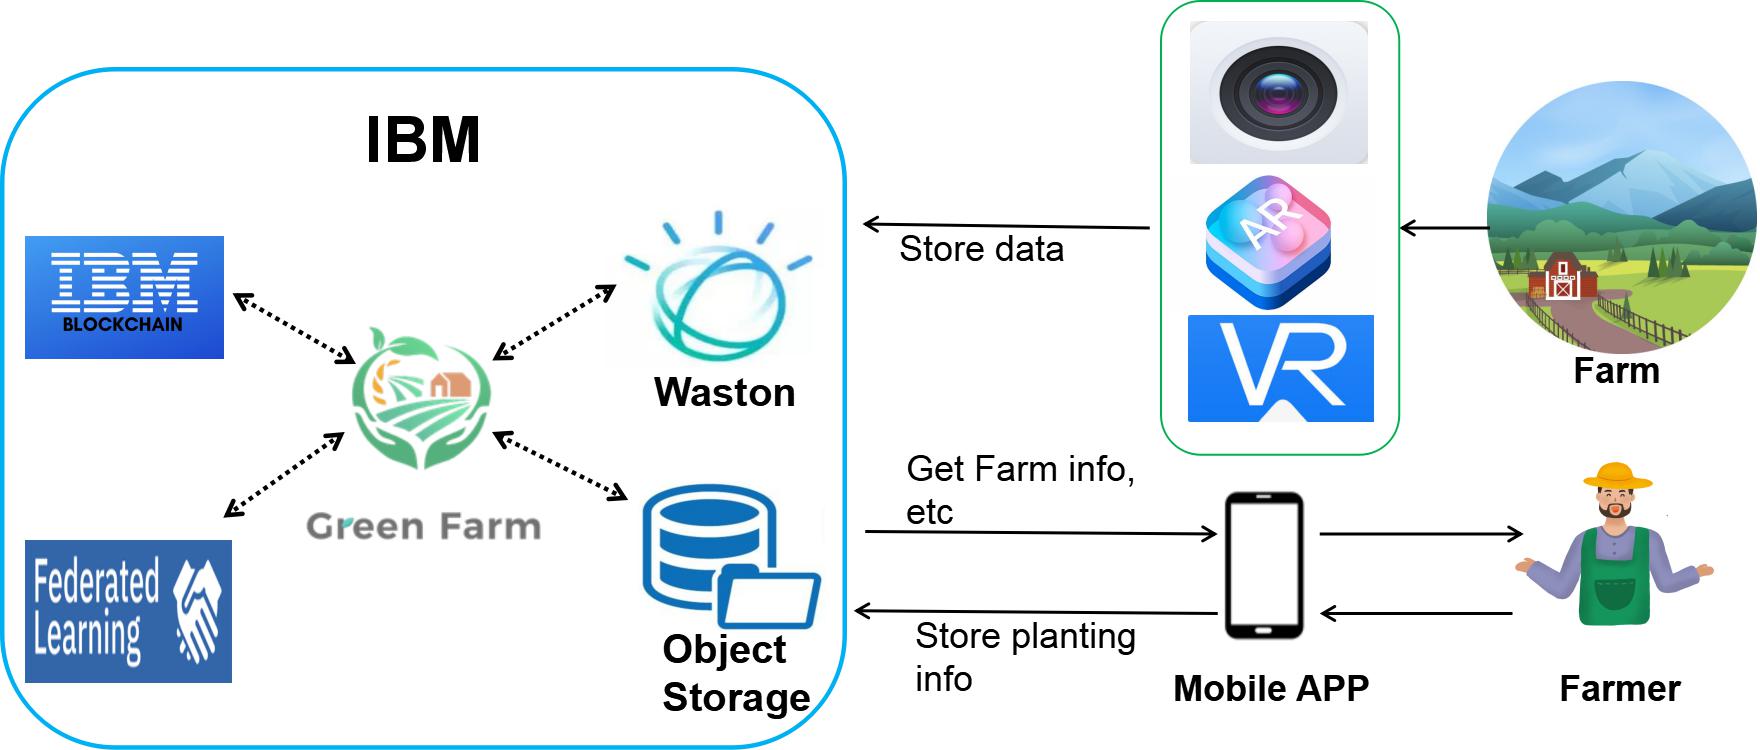 IBM
IBM
BLOCKCHAIN
Waston
Green Farm
Federated
Learning
Object
Storage
Store data
AR
VR
Farm
Get Farm info,
etc
Store planting
info
Mobile APP
Farmer